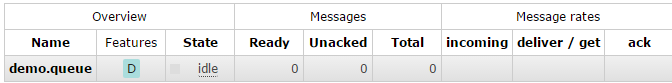 Overview Messages Message rates
Name Features State Ready Unacked Total incoming deliver / get ack
demo.queue D idle 0 0 0